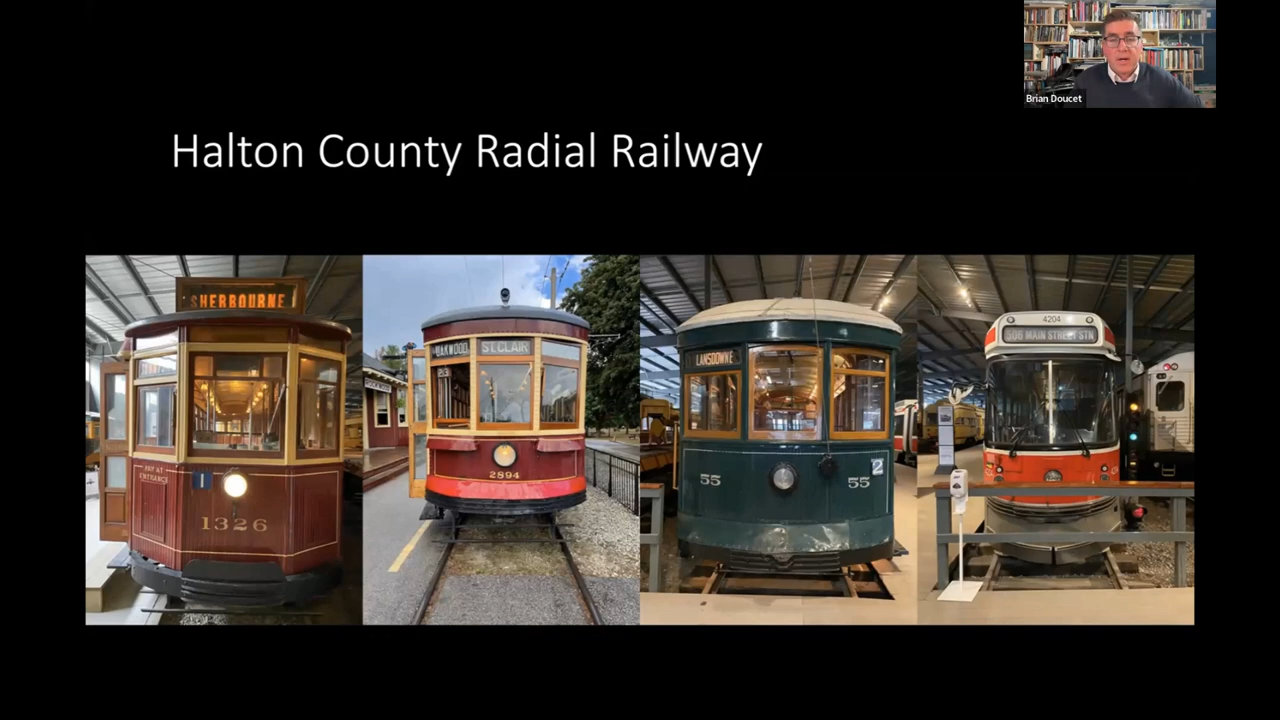 Brian Doucet
Halton County Radial Railway
SHERBOURNE
PAY AT
ENTRANCE
1
1326
OAKWOOD
ST. CLAIR
2894
LANSDOWNE
55
55
2
4204
506 MAIN STREET STN